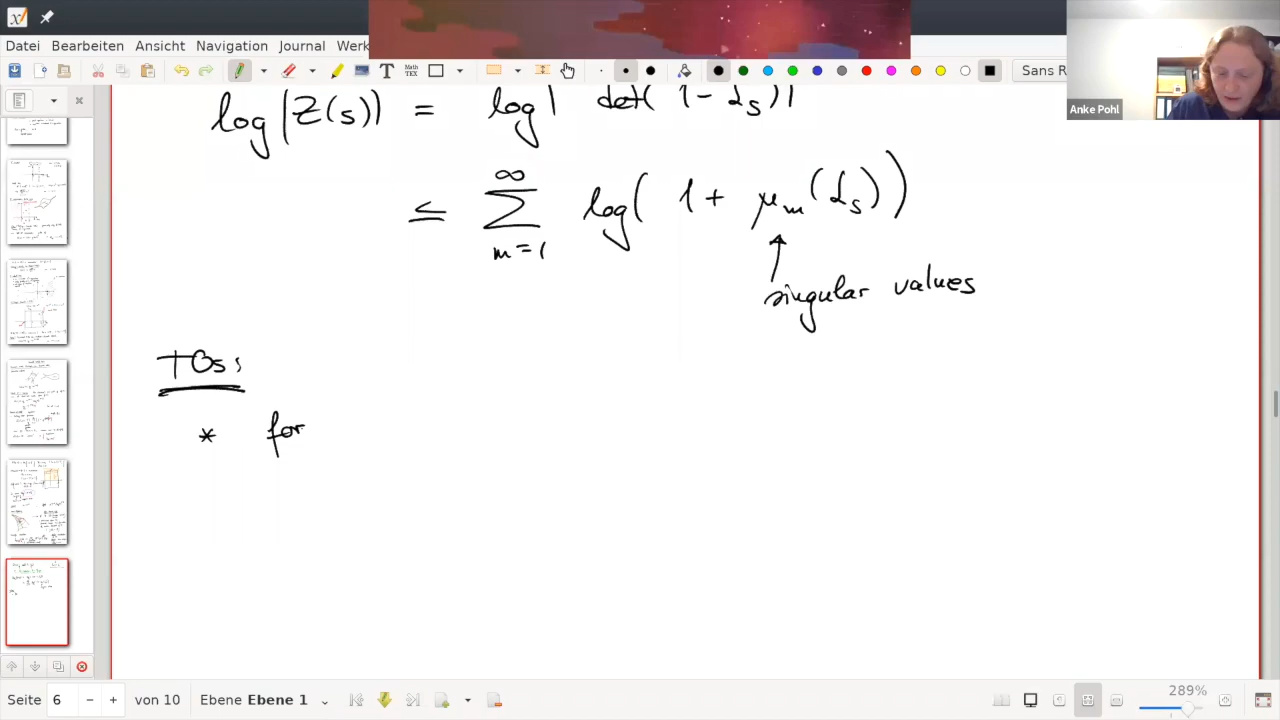 Datei Bearbeiten Ansicht Navigation Journal Werk
Sans R
Anke Pohl
log |Z(s)| = log | det( 1 - L_s ) |
≤ ∑_{m=1}^{∞} log( 1 + μ_m(L_s) )
↑
singular values
TOs:
* for
Seite 6 von 10 Ebene Ebene 1 289%